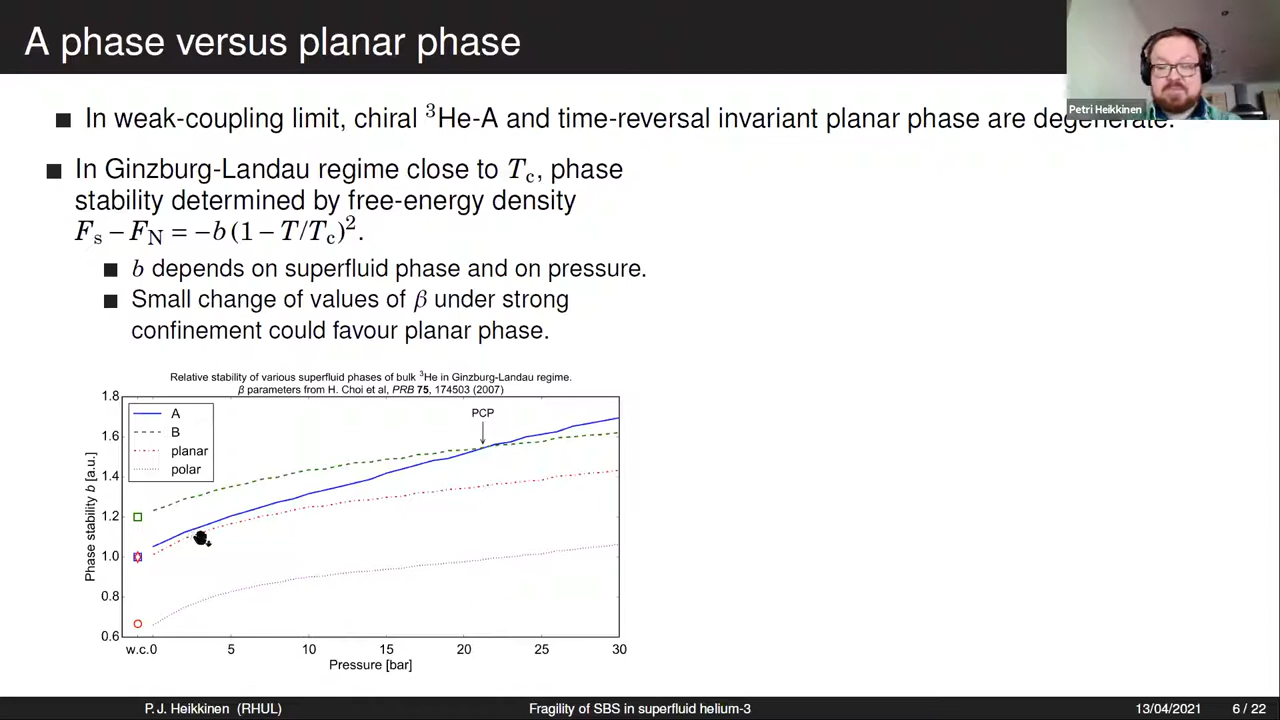 A phase versus planar phase
Petri Heikkinen
■ In weak-coupling limit, chiral ³He-A and time-reversal invariant planar phase are degenerate.
■ In Ginzburg-Landau regime close to T_c, phase
stability determined by free-energy density
F_s − F_N = −b (1 − T/T_c)².
■ b depends on superfluid phase and on pressure.
■ Small change of values of β under strong
confinement could favour planar phase.
Relative stability of various superfluid phases of bulk ³He in Ginzburg-Landau regime.
β parameters from H. Choi et al, PRB 75, 174503 (2007)
1.8
1.6
1.4
1.2
1.0
0.8
0.6
Phase stability b [a.u.]
A
B
planar
polar
PCP
w.c. 0 5 10 15 20 25 30
Pressure [bar]
P.J. Heikkinen (RHUL) Fragility of SBS in superfluid helium-3 13/04/2021 6 / 22